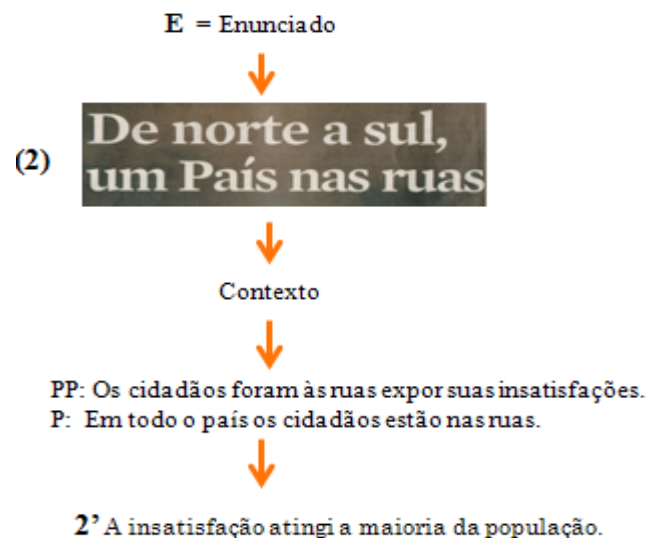 E = Enunciado
(2) De norte a sul,
um País nas ruas
Contexto
PP: Os cidadãos foram às ruas expor suas insatisfações.
P: Em todo o país os cidadãos estão nas ruas.
2’ A insatisfação atingi a maioria da população.